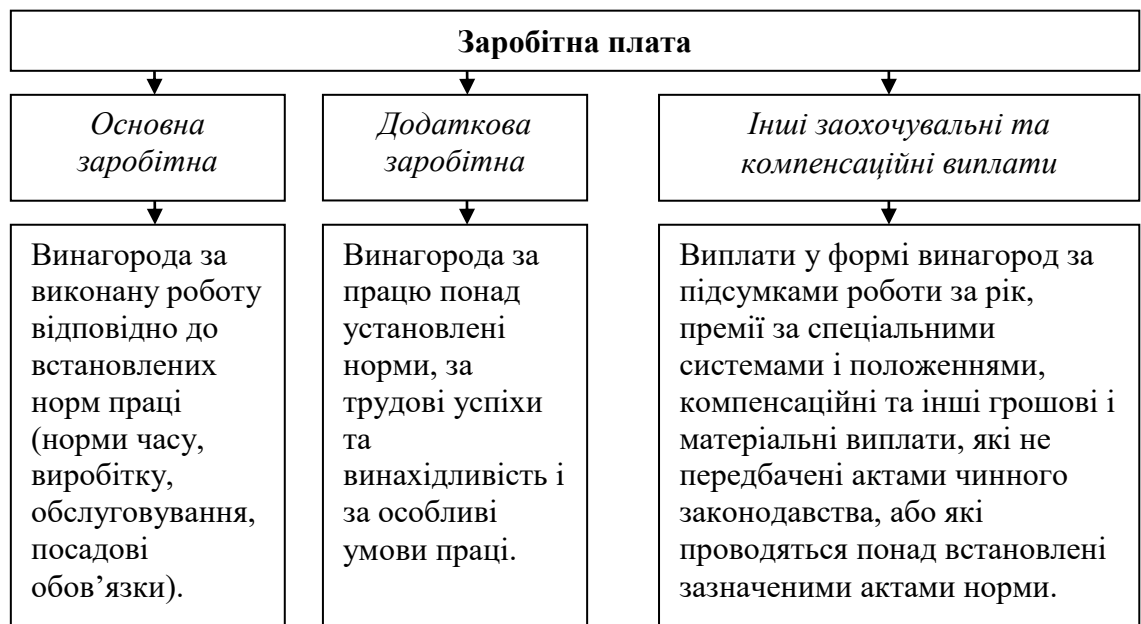 Заробітна плата
Основна
заробітна
Додаткова
заробітна
Інші заохочувальні та
компенсаційні виплати
Винагорода за
виконану роботу
відповідно до
встановлених
норм праці
(норми часу,
виробітку,
обслуговування,
посадові
обов’язки).
Винагорода за
працю понад
установлені
норми, за
трудові успіхи
та
винахідливість і
за особливі
умови праці.
Виплати у формі винагород за
підсумками роботи за рік,
премії за спеціальними
системами і положеннями,
компенсаційні та інші грошові і
матеріальні виплати, які не
передбачені актами чинного
законодавства, або які
проводяться понад встановлені
зазначеними актами норми.